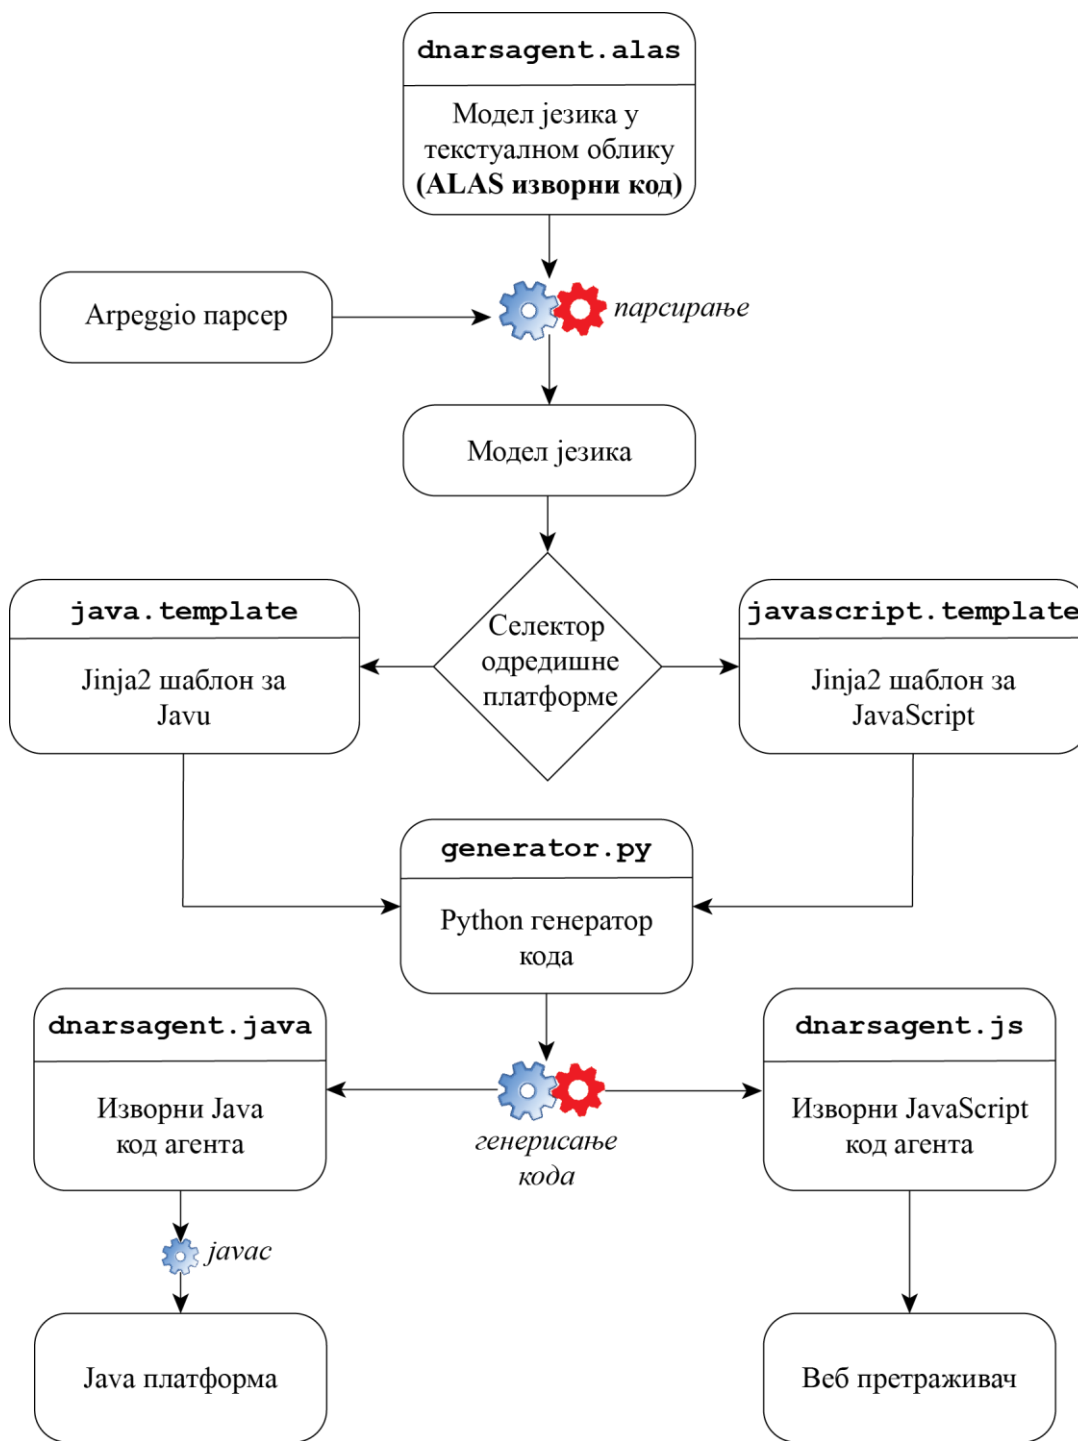 dnarsagent.alas
Модел језика у
текстуалном облику
(ALAS изворни код)
Arpeggio парсер
парсирање
Модел језика
java.template
Jinja2 шаблон за
Javu
Селектор
одредишне
платформе
javascript.template
Jinja2 шаблон за
JavaScript
generator.py
Python генератор
кода
dnarsagent.java
Изворни Java
код агента
генерисање
кода
dnarsagent.js
Изворни JavaScript
код агента
javac
Java платформа
Веб претраживач